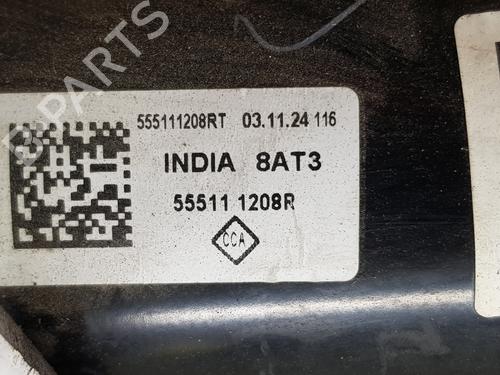 555111208RT 03.11.24 116
INDIA 8AT3
55511 1208R
CCA
B-PARTS